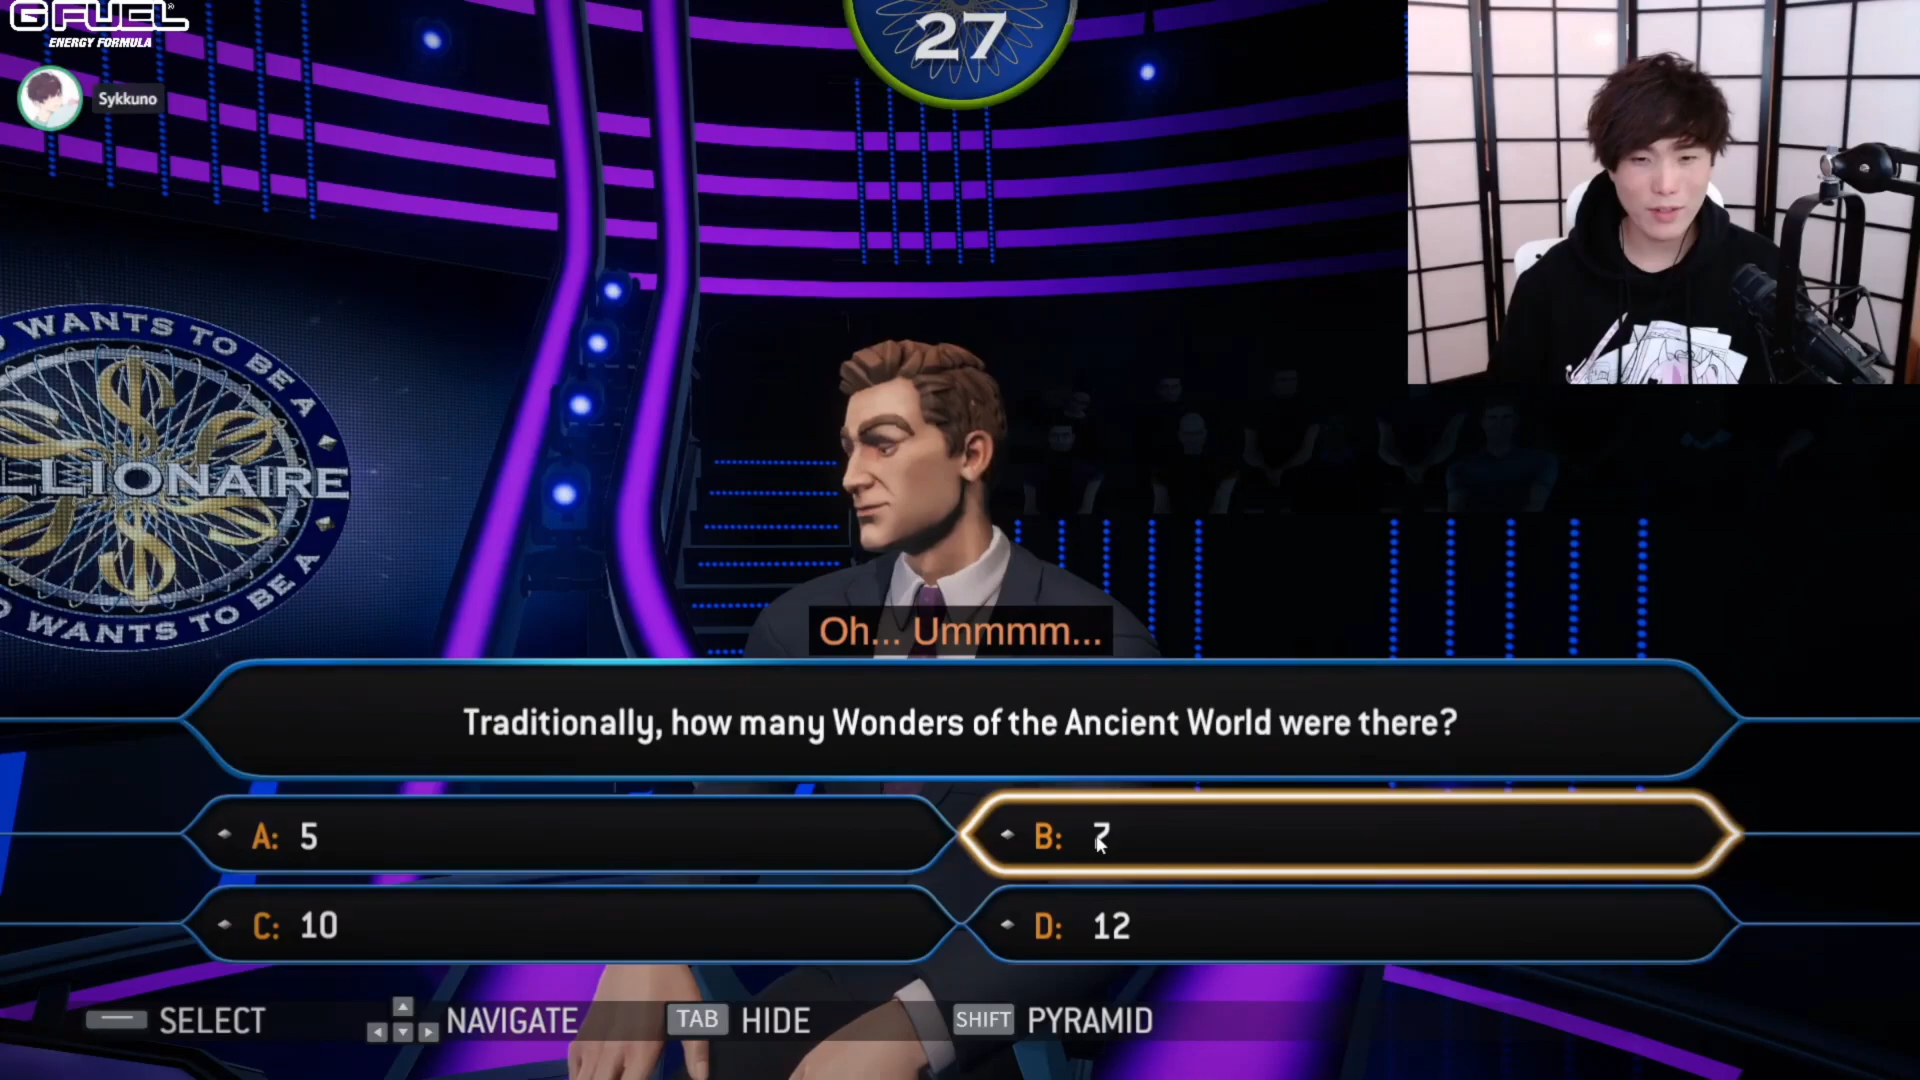 GFUEL®
ENERGY FORMULA
27
Sykkuno
WANTS TO BE A
LLIONAIRE
WANTS TO BE A
Oh... Ummmm...
Traditionally, how many Wonders of the Ancient World were there?
A: 5
B: 7
C: 10
D: 12
SELECT
NAVIGATE
TAB HIDE
SHIFT PYRAMID